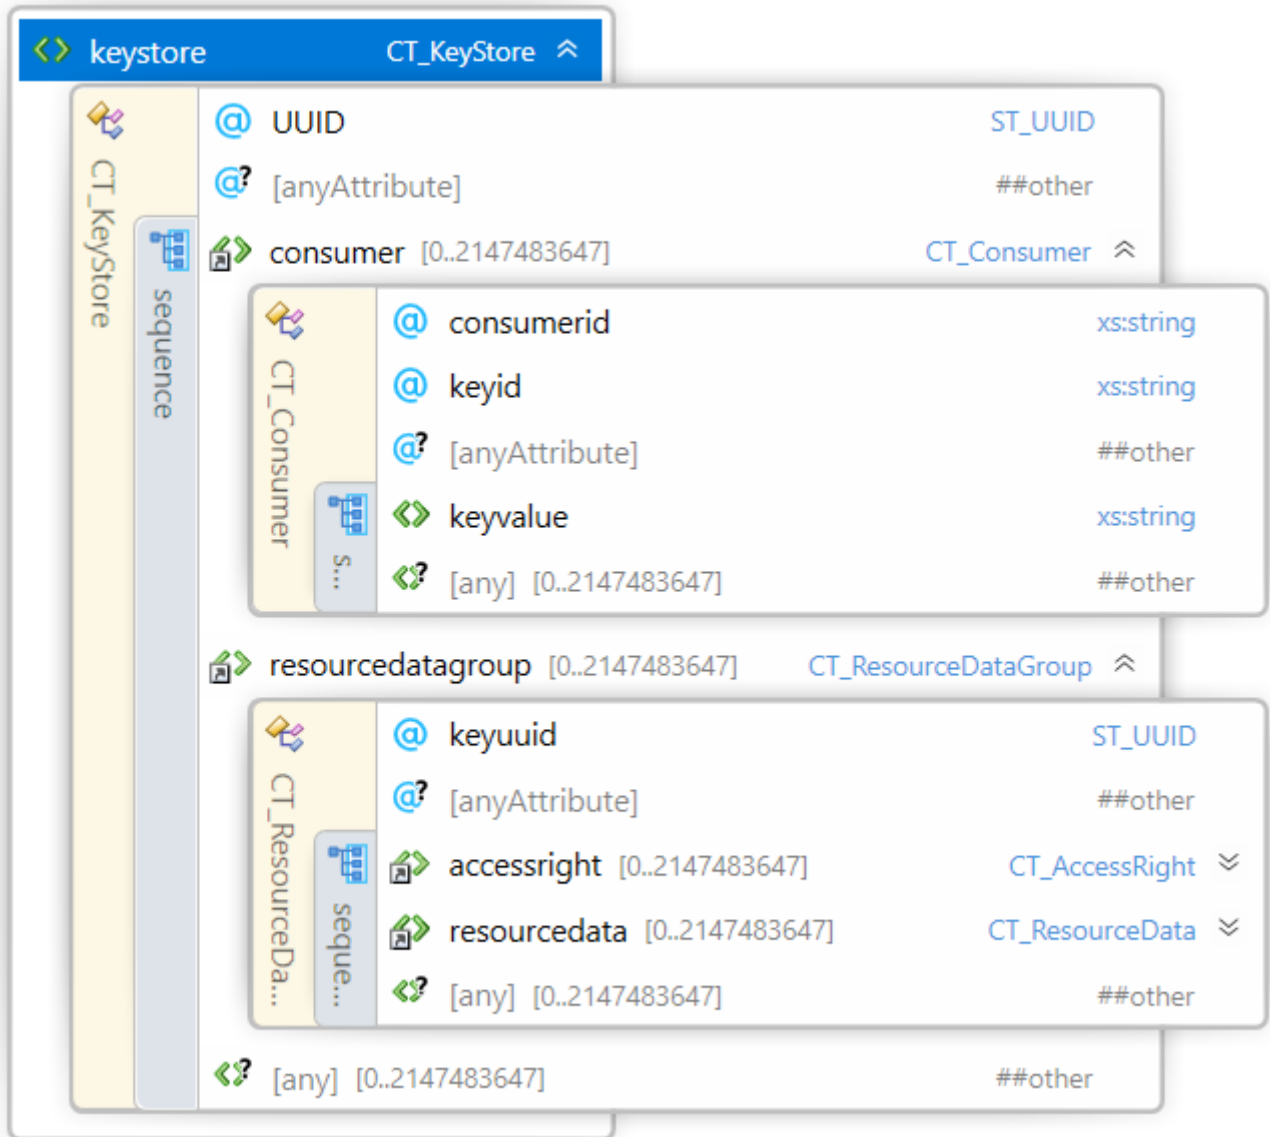 keystore CT_KeyStore
CT_KeyStore
sequence
@ UUID ST_UUID
@? [anyAttribute] ##other
consumer [0..2147483647] CT_Consumer
CT_Consumer
s...
@ consumerid xs:string
@ keyid xs:string
@? [anyAttribute] ##other
keyvalue xs:string
? [any] [0..2147483647] ##other
resourcedatagroup [0..2147483647] CT_ResourceDataGroup
CT_ResourceDa...
seque...
@ keyuuid ST_UUID
@? [anyAttribute] ##other
accessright [0..2147483647] CT_AccessRight
resourcedata [0..2147483647] CT_ResourceData
? [any] [0..2147483647] ##other
? [any] [0..2147483647] ##other